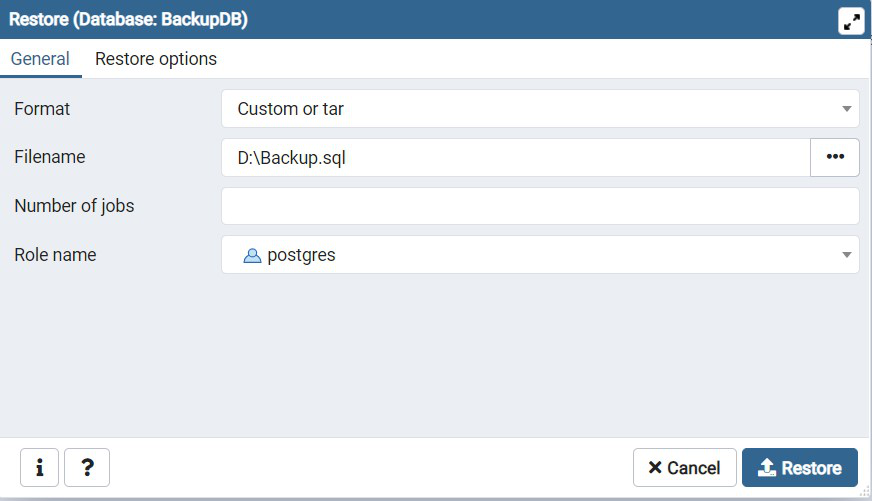 Restore (Database: BackupDB)
General Restore options
Format Custom or tar
Filename D:\Backup.sql •••
Number of jobs
Role name postgres
i ? Cancel Restore